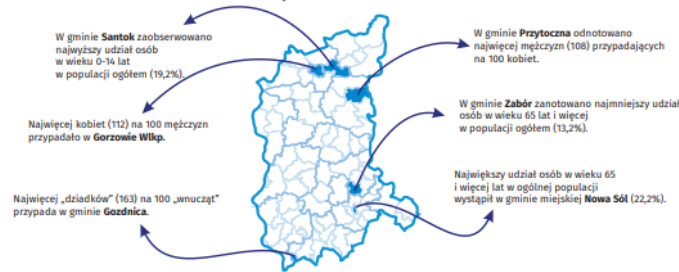 W gminie Santok zaobserwowano
najwyższy udział osób
w wieku 0-14 lat
w populacji ogółem (19,2%).
W gminie Przytoczna odnotowano
najwięcej mężczyzn (108) przypadających
na 100 kobiet.
Najwięcej kobiet (112) na 100 mężczyzn
przypadało w Gorzowie Wlkp.
W gminie Zabór zanotowano najmniejszy udział
osób w wieku 65 lat i więcej
w populacji ogółem (13,2%).
Największy udział osób w wieku 65
i więcej lat w ogólnej populacji
wystąpił w gminie miejskiej Nowa Sól (22,2%).
Najwięcej „dziadków” (163) na 100 „wnucząt”
przypada w gminie Gozdnica.